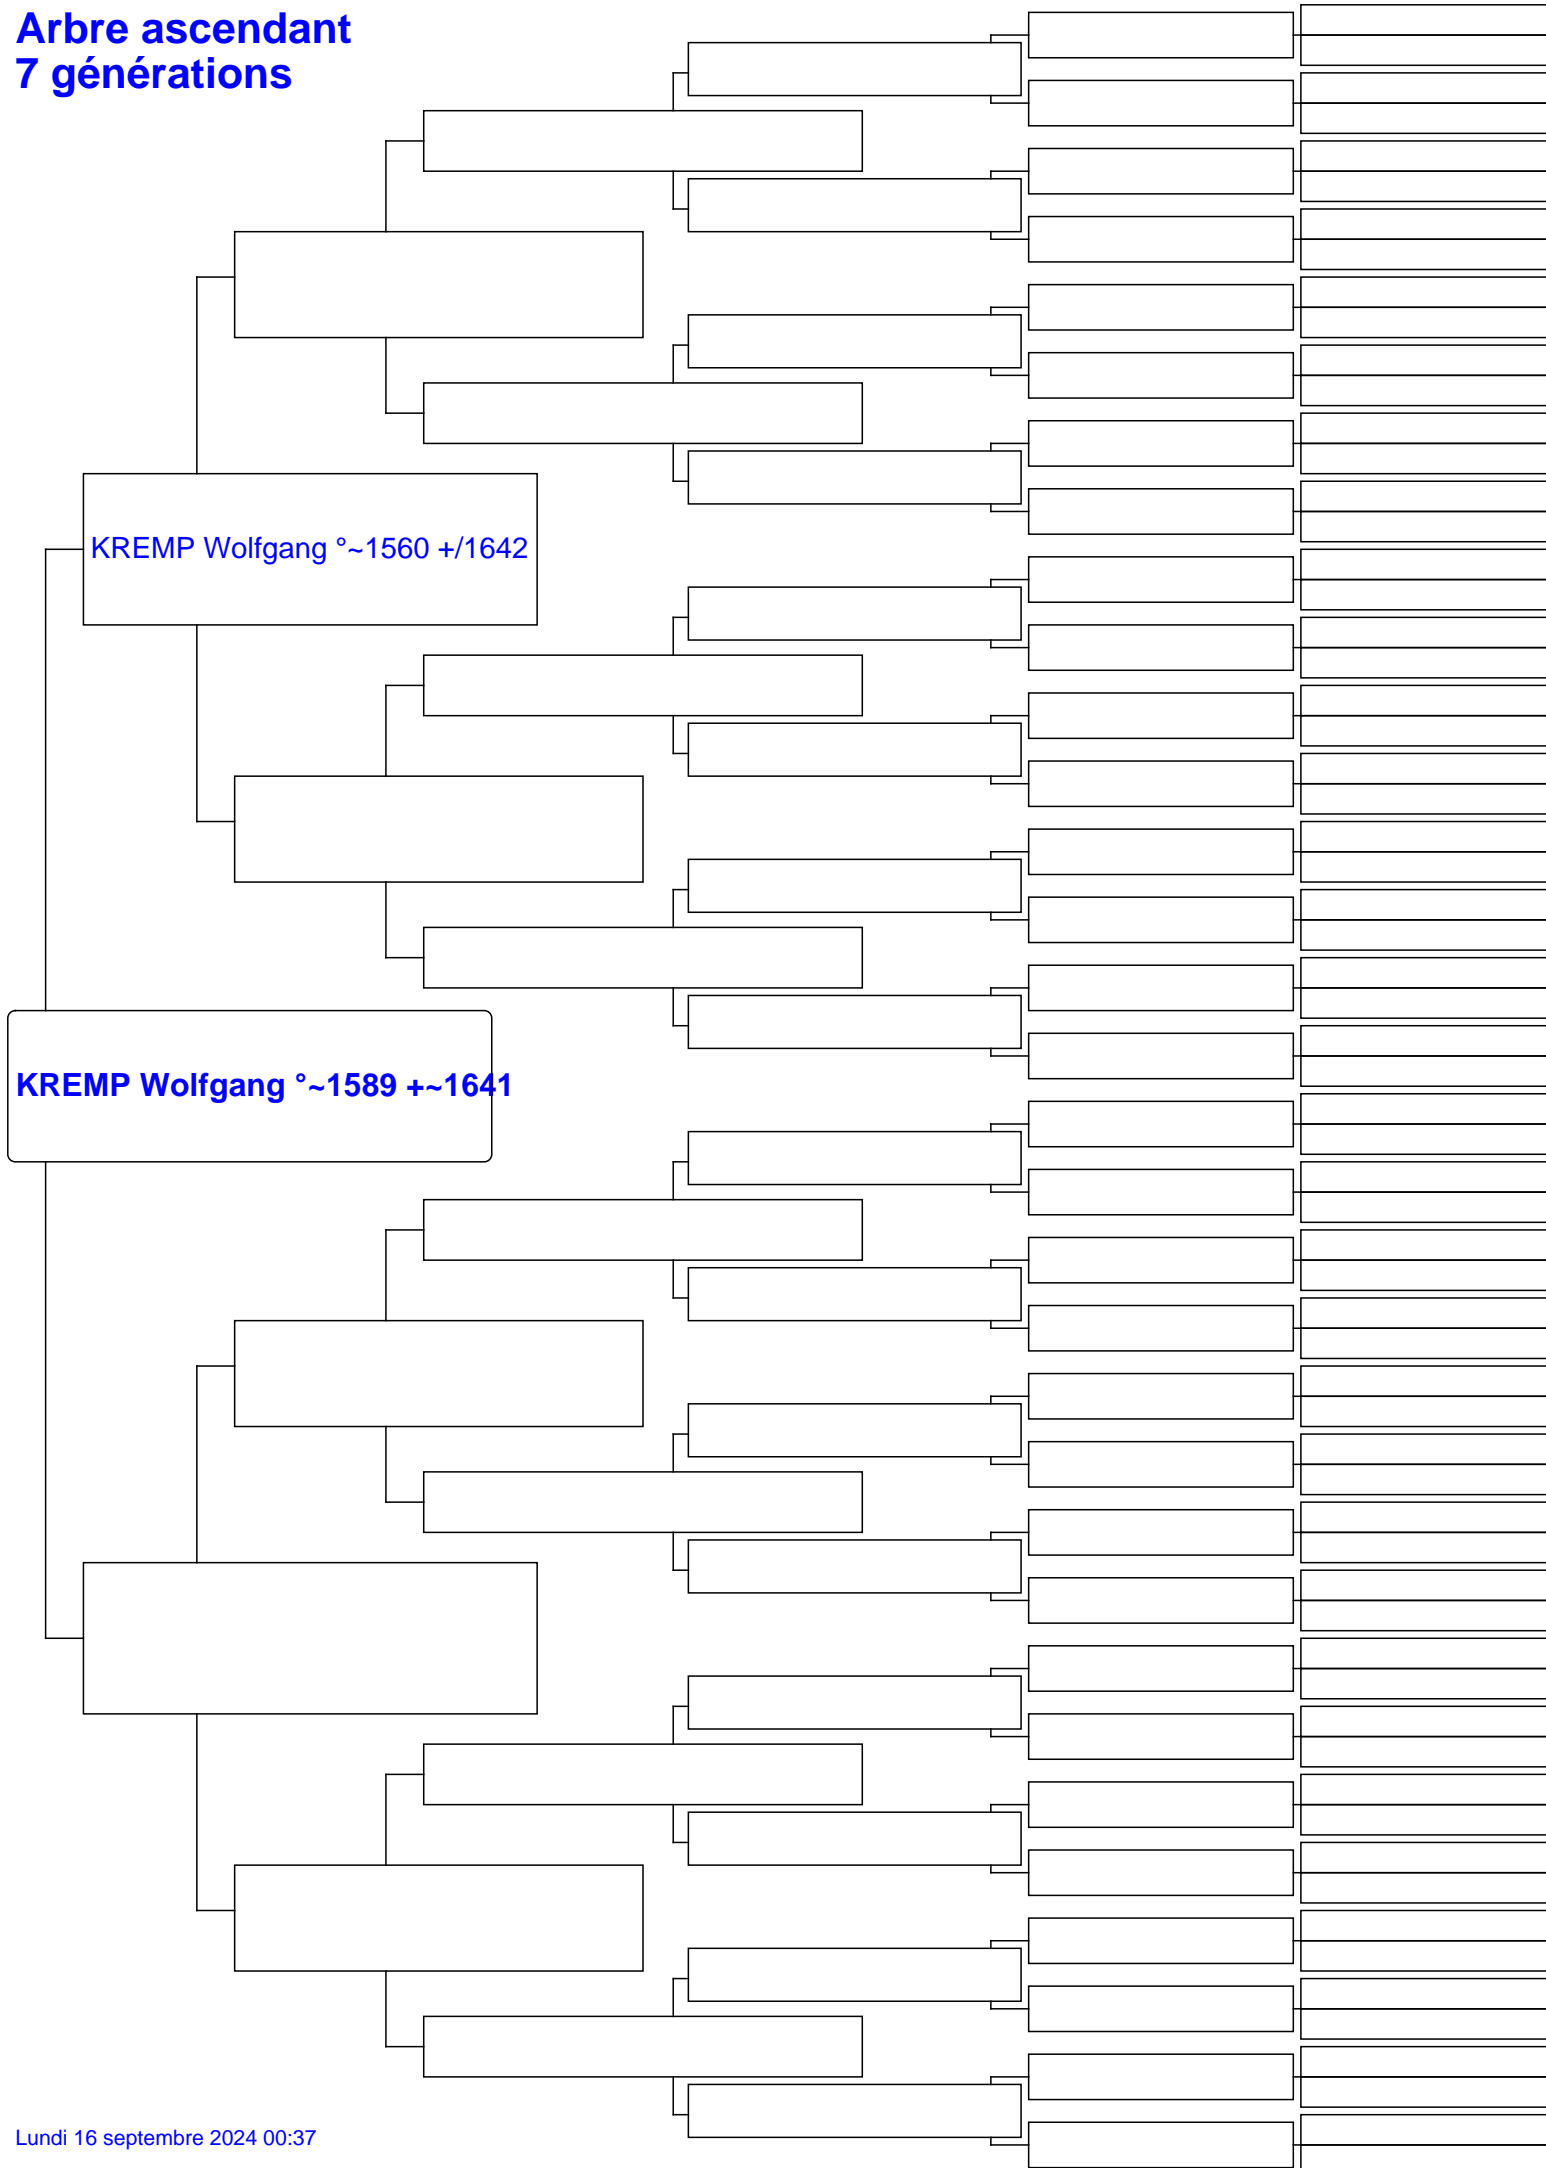 Arbre ascendant
7 générations
KREMP Wolfgang °~1560 +/1642
KREMP Wolfgang °~1589 +~1641
Lundi 16 septembre 2024 00:37